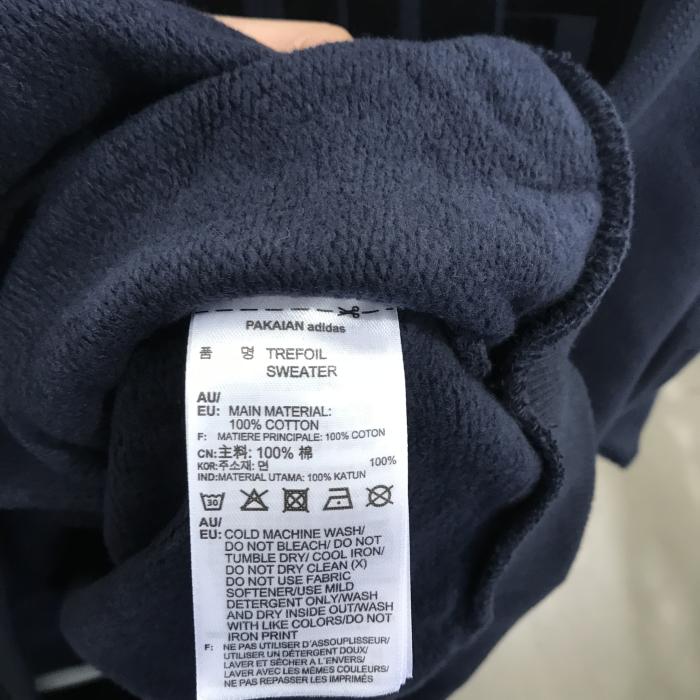 PAKAIAN adidas
품 명 TREFOIL
SWEATER
AU/
EU: MAIN MATERIAL:
100% COTTON
F: MATIERE PRINCIPALE: 100% COTON
CN:主料: 100% 棉
KOR:주소재: 면 100%
IND:MATERIAL UTAMA: 100% KATUN
30
AU/
EU: COLD MACHINE WASH/
DO NOT BLEACH/ DO NOT
TUMBLE DRY/ COOL IRON/
DO NOT DRY CLEAN (X)
DO NOT USE FABRIC
SOFTENER/USE MILD
DETERGENT ONLY/WASH
AND DRY INSIDE OUT/WASH
WITH LIKE COLORS/DO NOT
IRON PRINT
F: NE PAS UTILISER D'ASSOUPLISSEUR/
UTILISER UN DÉTERGENT DOUX/
LAVER ET SÉCHER A L'ENVERS/
LAVER AVEC LES MÊMES COULEURS/
NE PAS REPASSER LES IMPRIMÉS